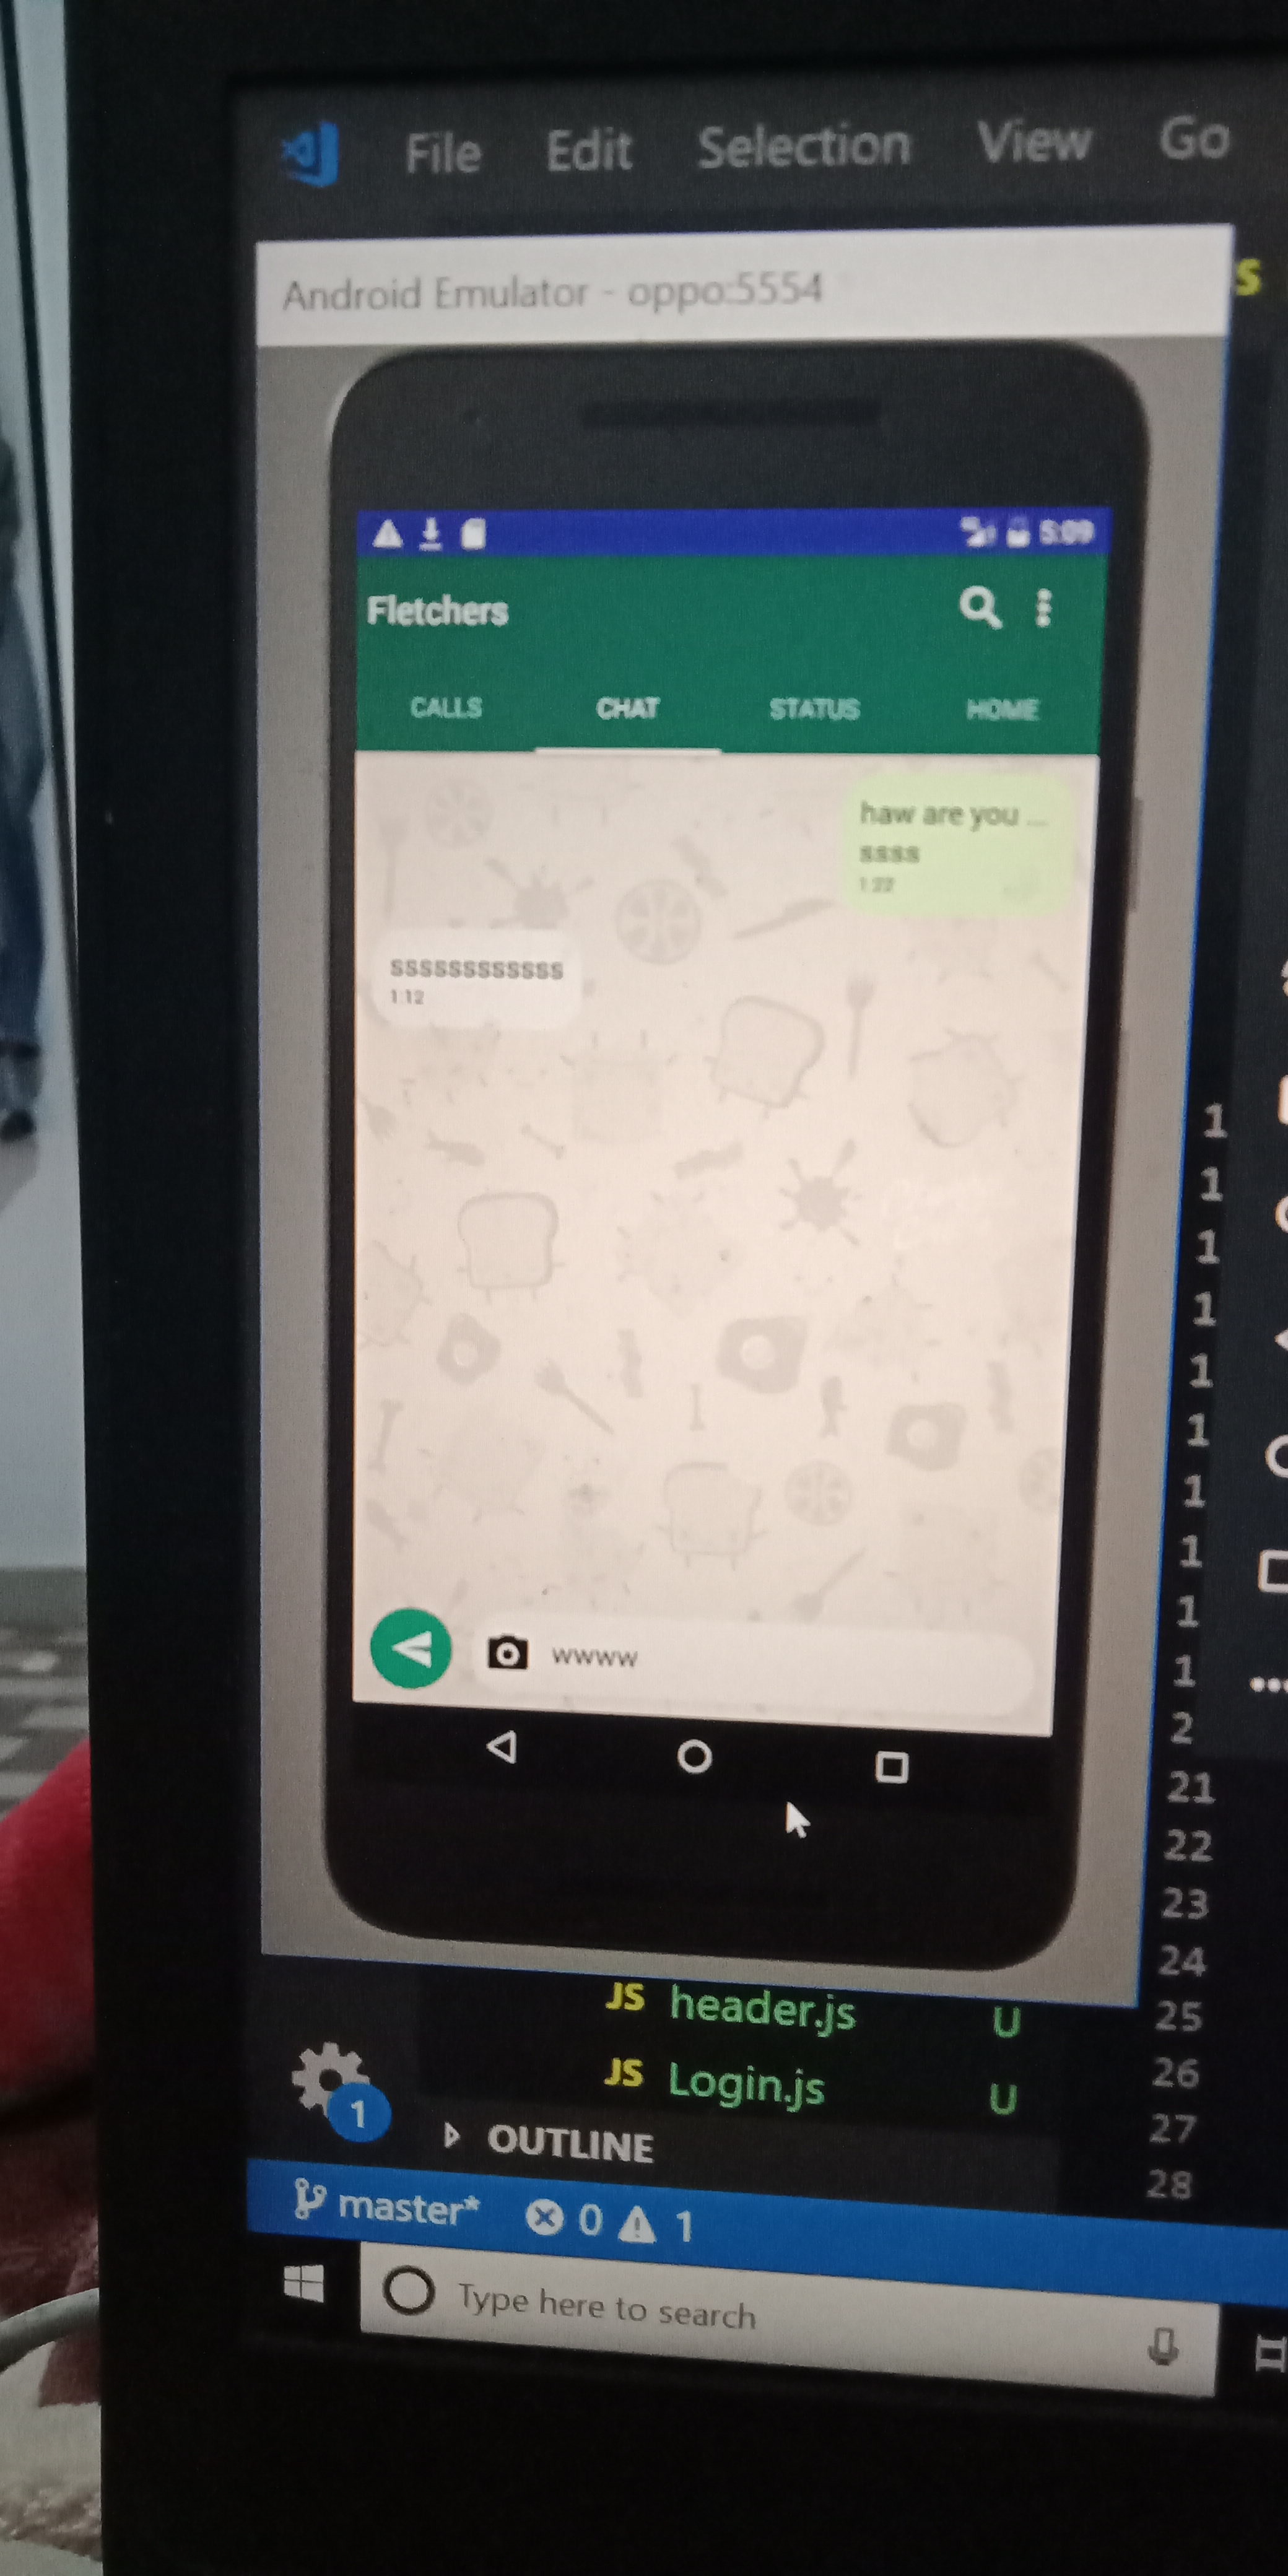 File Edit Selection View Go
Android Emulator - oppo:5554
S
5:09
Fletchers
CALLS CHAT STATUS HOME
haw are you ...
ssss
1:22
ssssssssssss
1:12
wwww
1
1
1
1
1
1
1
1
1
1
2
21
22
23
24
25
26
27
28
JS header.js U
JS Login.js U
1
OUTLINE
master* 0 1
Type here to search